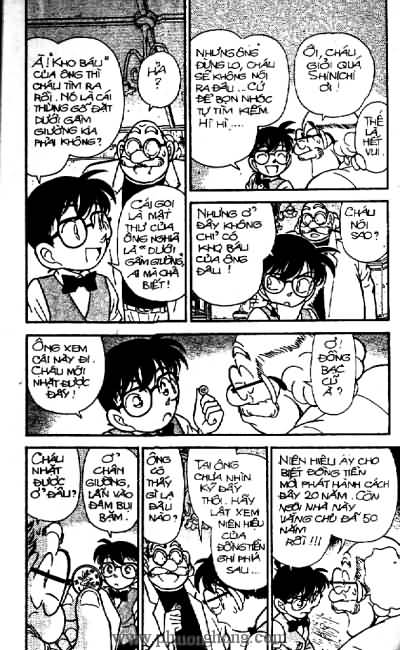 À! "KHO BÁU"
CỦA ÔNG THÌ
CHÁU TÌM RA
RỒI. NÓ LÀ CÁI
THÙNG GỖ ĐẶT
DƯỚI GẦM
GIƯỜNG KIA
PHẢI KHÔNG?
HẢ
?
NHƯNG ÔNG
ĐỪNG LO, CHÁU
SẼ KHÔNG NÓI
RA ĐÂU... CỨ
ĐỂ BỌN NHÓC
TỰ TÌM KIẾM.
HÌ HÌ....
ÔI, CHÁU
GIỎI QUÁ
SHINICHI
ƠI!
THẾ
LÀ
HẾT
VUI.
CÁI GỌI
LÀ MẬT
THƯ CỦA
ÔNG NGHĨA
LÀ "DƯỚI
GẦM GIƯỜNG",
AI MÀ CHẢ
BIẾT!
NHƯNG Ở
ĐÂY KHÔNG
CHỈ CÓ
KHO BÁU
CỦA ÔNG
ĐÂU!
CHÁU
NÓI
SAO?
ÔNG XEM
CÁI NÀY ĐI.
CHÁU MỚI
NHẶT ĐƯỢC
ĐẤY!
Ơ!
ĐỒNG
BẠC
CŨ
À?
CHÁU
NHẶT
ĐƯỢC
Ở ĐÂU?
Ở
CHÂN
GIƯỜNG,
LẪN VÀO
ĐÁM BỤI
BẶM.
ÔNG
CÓ
THẤY
GÌ LẠ
ĐÂU
NÀO?
TẠI ÔNG
CHƯA NHÌN
KỸ ĐẤY
THÔI. HÃY
LẬT XEM
NIÊN HIỆU
CỦA
ĐỒNG TIỀN
GHI PHÍA
SAU...
NIÊN HIỆU ẤY CHO
BIẾT ĐỒNG TIỀN
MỚI PHÁT HÀNH CÁCH
ĐÂY 20 NĂM. CÒN
NGÔI NHÀ NÀY
VẮNG CHỦ ĐÃ 50
NĂM
RỒI!!!
www.phuonghong.com